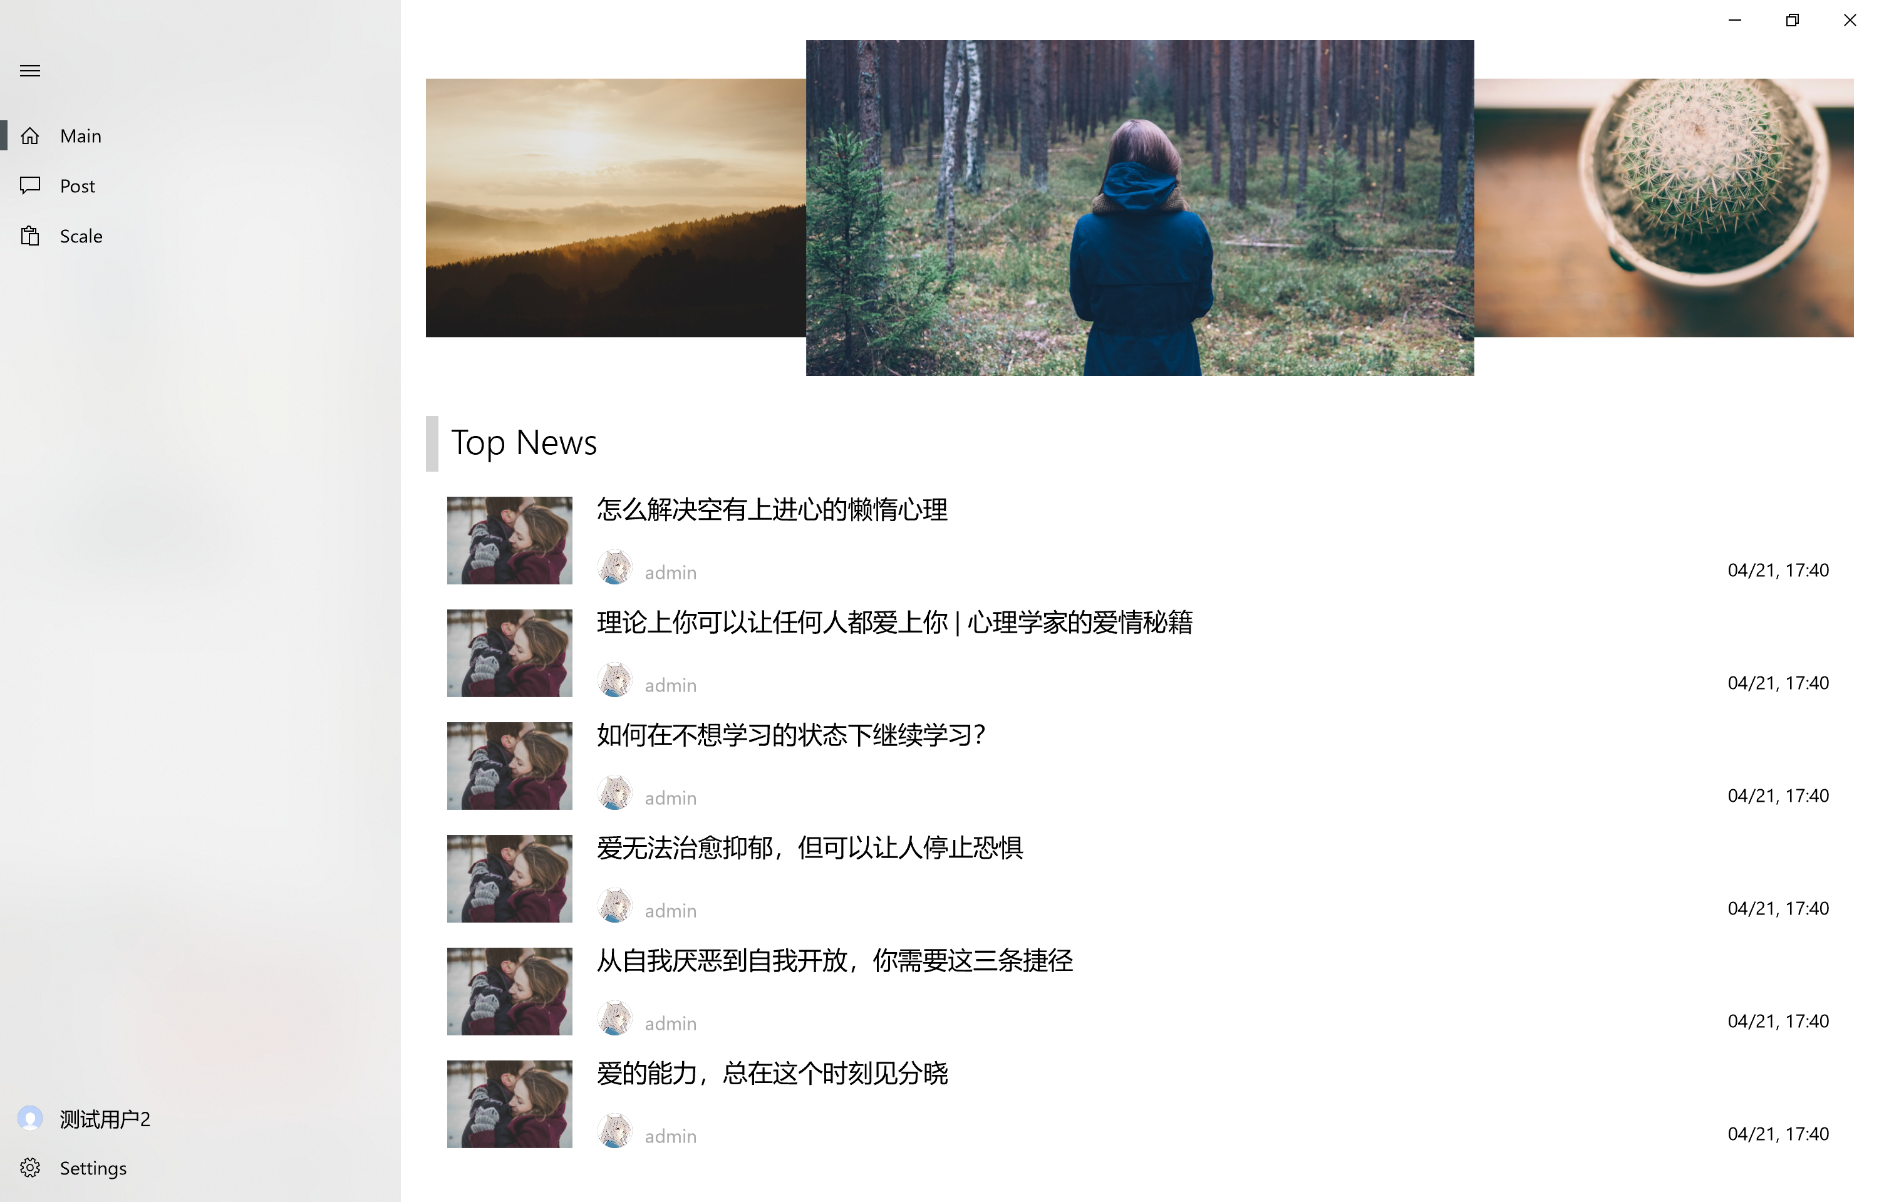 Main
Post
Scale
Top News
怎么解决空有上进心的懒惰心理
admin
04/21, 17:40
理论上你可以让任何人都爱上你 | 心理学家的爱情秘籍
admin
04/21, 17:40
如何在不想学习的状态下继续学习?
admin
04/21, 17:40
爱无法治愈抑郁，但可以让人停止恐惧
admin
04/21, 17:40
从自我厌恶到自我开放，你需要这三条捷径
admin
04/21, 17:40
爱的能力，总在这个时刻见分晓
admin
04/21, 17:40
测试用户2
Settings